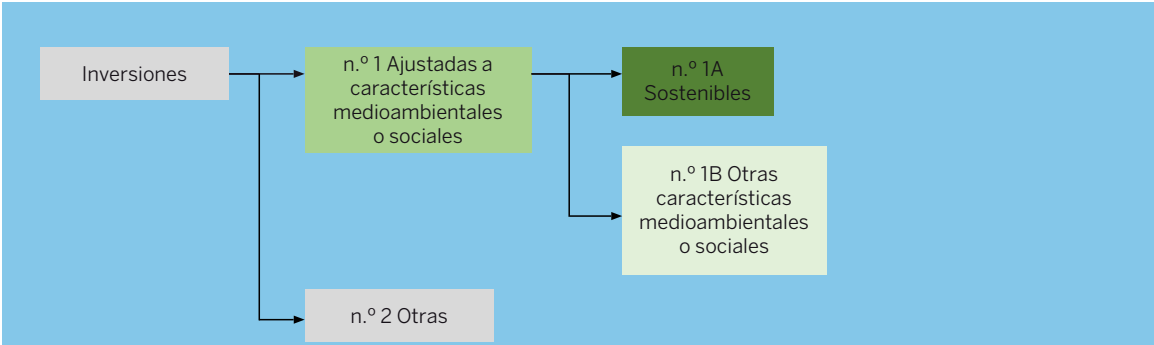 Inversiones
n.º 1 Ajustadas a
características
medioambientales
o sociales
n.º 1A
Sostenibles
n.º 1B Otras
características
medioambientales
o sociales
n.º 2 Otras